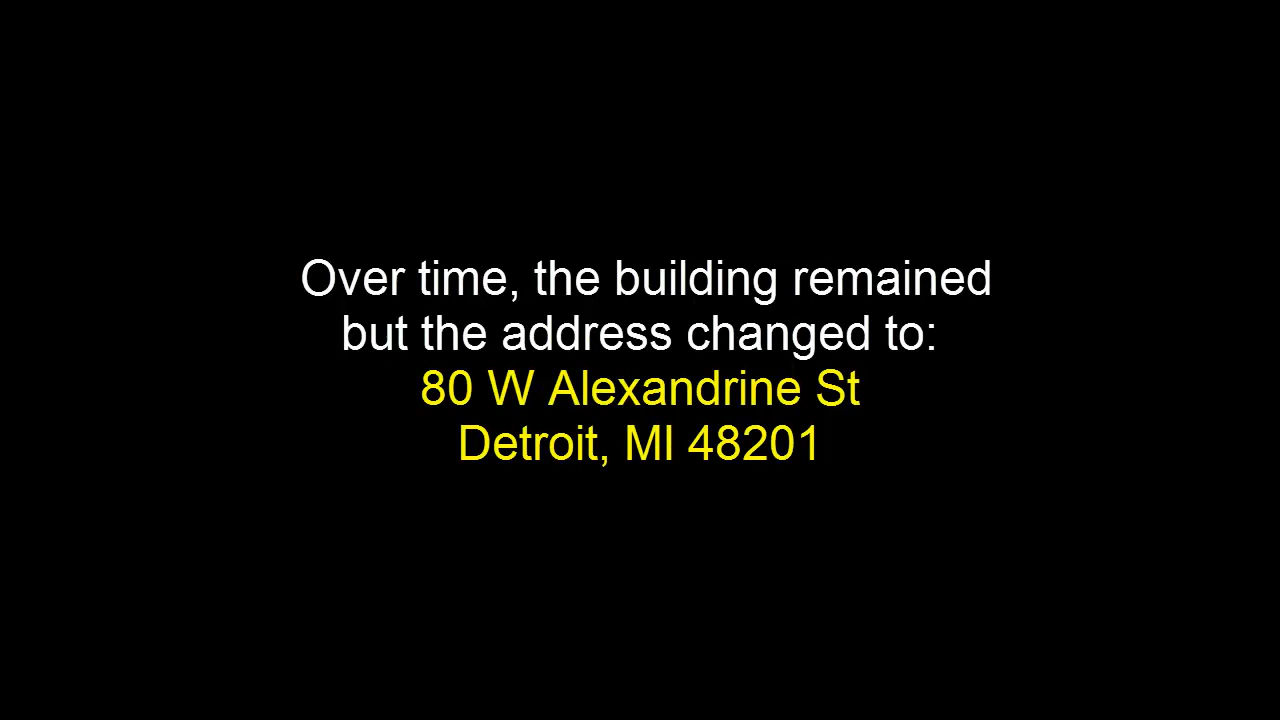 Over time, the building remained
but the address changed to:
80 W Alexandrine St
Detroit, MI 48201